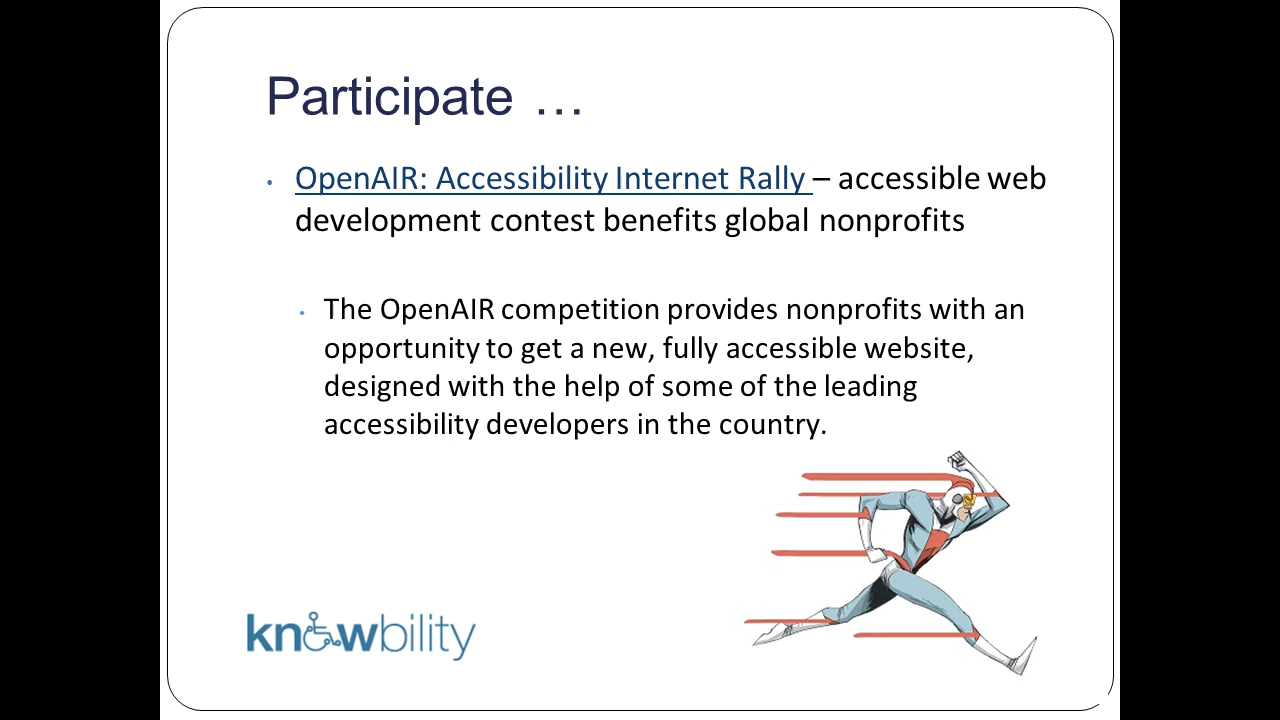 Participate …
• OpenAIR: Accessibility Internet Rally – accessible web
development contest benefits global nonprofits
• The OpenAIR competition provides nonprofits with an
opportunity to get a new, fully accessible website,
designed with the help of some of the leading
accessibility developers in the country.
knowbility